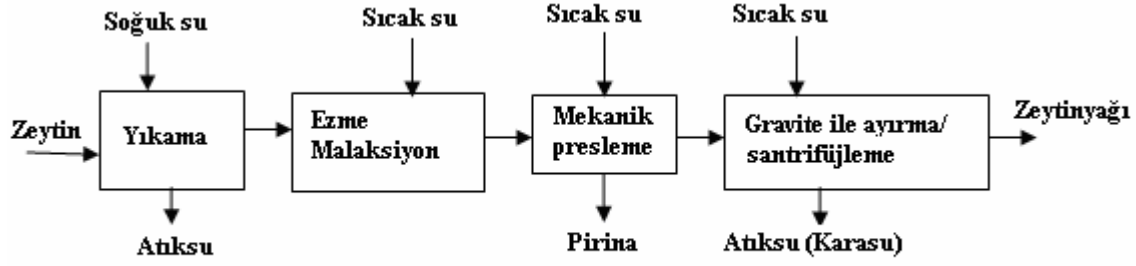 Soğuk su
Sıcak su
Sıcak su
Sıcak su
Zeytin
Yıkama
Ezme
Malaksiyon
Mekanik
presleme
Gravite ile ayırma/
santrifüjleme
Zeytinyağı
Atıksu
Pirina
Atıksu (Karasu)